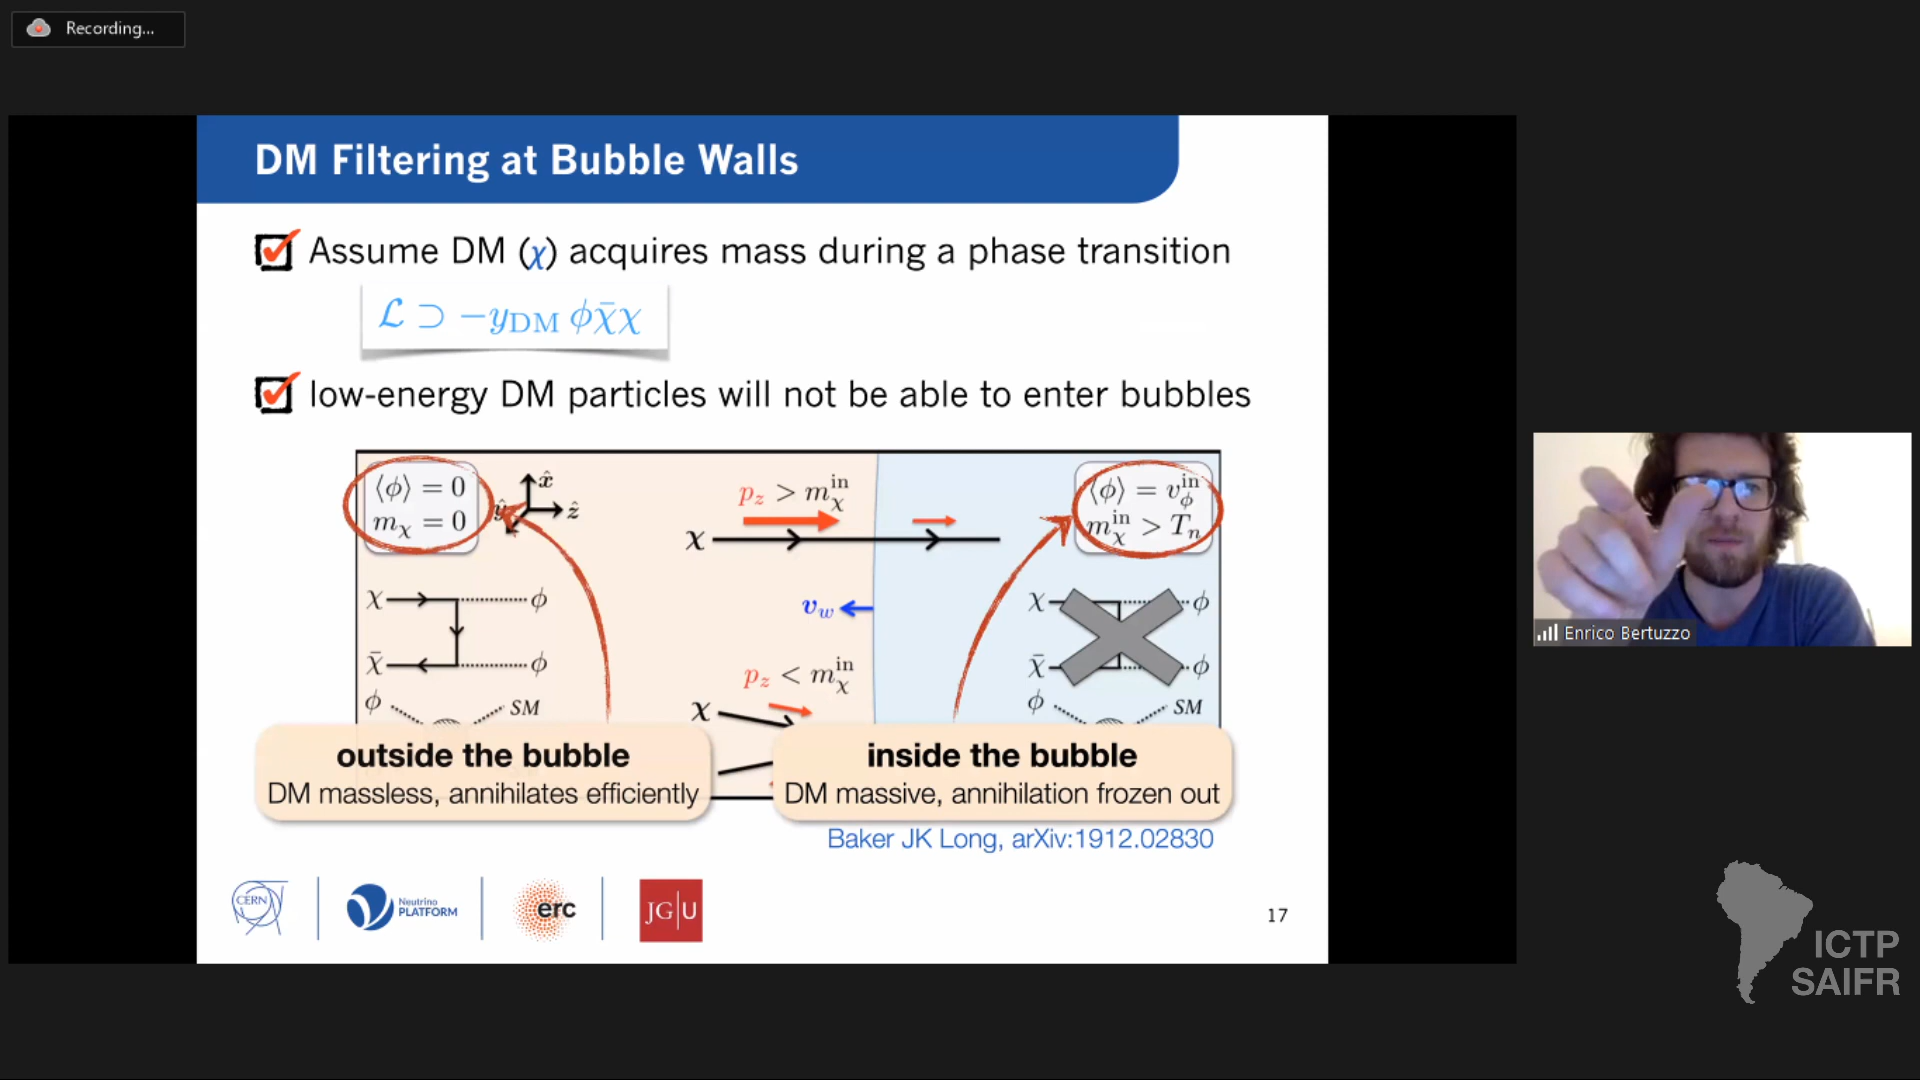 Recording...
DM Filtering at Bubble Walls
Assume DM (χ) acquires mass during a phase transition
ℒ ⊃ −y_DM ϕχ̄χ
low-energy DM particles will not be able to enter bubbles
⟨ϕ⟩ = 0
m_χ = 0
x̂
ŷ
ẑ
p_z > m_χ^in
χ
⟨ϕ⟩ = v_ϕ^in
m_χ^in > T_n
χ ϕ
χ̄ ϕ
ϕ SM
v_w
p_z < m_χ^in
χ
χ ϕ
χ̄ ϕ
ϕ SM
outside the bubble
DM massless, annihilates efficiently
inside the bubble
DM massive, annihilation frozen out
Baker JK Long, arXiv:1912.02830
CERN
Neutrino
PLATFORM
erc
JG|U
17
Enrico Bertuzzo
ICTP
SAIFR